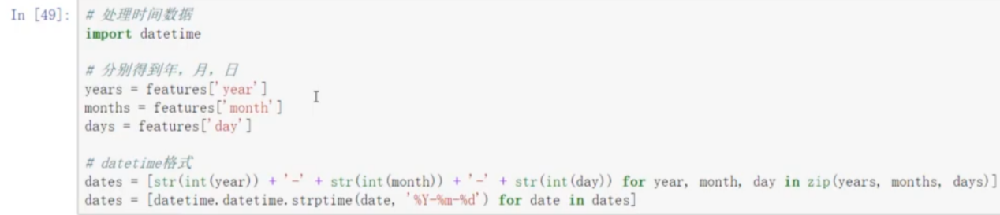 In [49]: # 处理时间数据
import datetime
# 分别得到年，月，日
years = features['year']
months = features['month']
days = features['day']
# datetime格式
dates = [str(int(year)) + '-' + str(int(month)) + '-' + str(int(day)) for year, month, day in zip(years, months, days)]
dates = [datetime.datetime.strptime(date, '%Y-%m-%d') for date in dates]